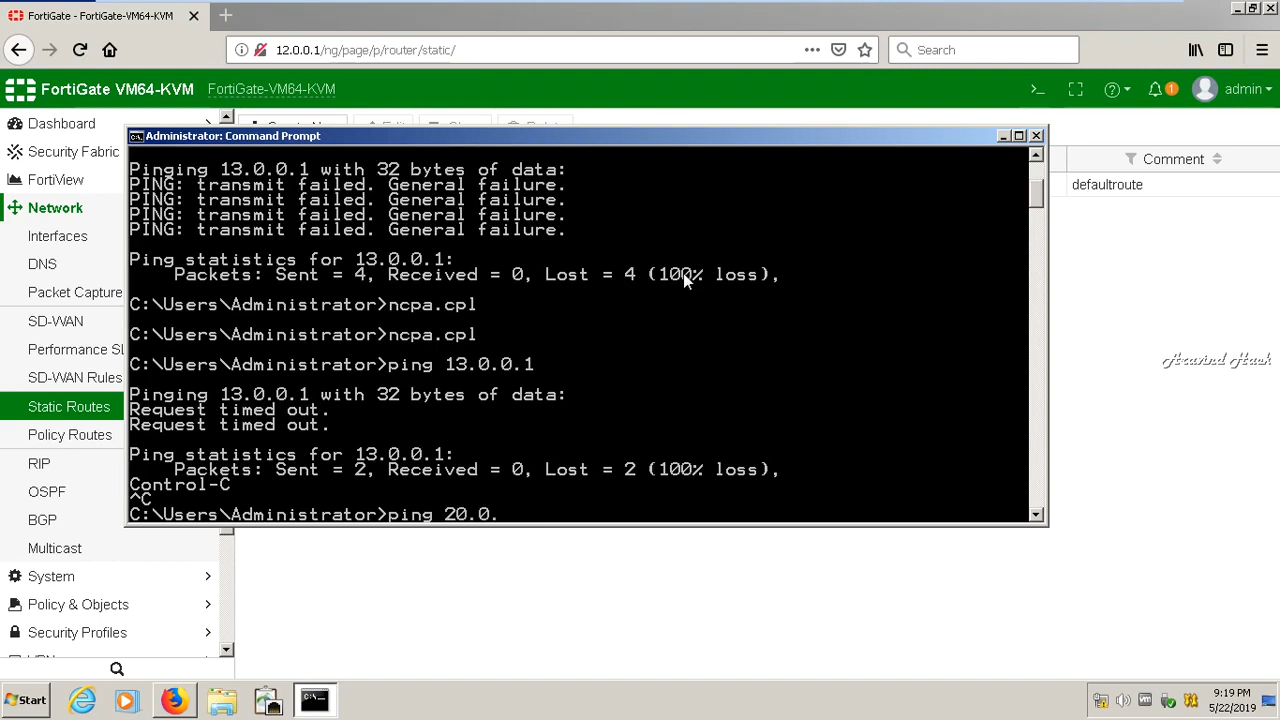 FortiGate - FortiGate-VM64-KVM
12.0.0.1/ng/page/p/router/static/
Search
FortiGate VM64-KVM
FortiGate-VM64-KVM
>_
1
admin
Dashboard
Security Fabric
FortiView
Network
Interfaces
DNS
Packet Capture
SD-WAN
Performance SL
SD-WAN Rules
Static Routes
Policy Routes
RIP
OSPF
BGP
Multicast
System
Policy & Objects
Security Profiles
Comment
defaultroute
Administrator: Command Prompt
Pinging 13.0.0.1 with 32 bytes of data:
PING: transmit failed. General failure.
PING: transmit failed. General failure.
PING: transmit failed. General failure.
PING: transmit failed. General failure.
Ping statistics for 13.0.0.1:
Packets: Sent = 4, Received = 0, Lost = 4 (100% loss),
C:\Users\Administrator>ncpa.cpl
C:\Users\Administrator>ncpa.cpl
C:\Users\Administrator>ping 13.0.0.1
Pinging 13.0.0.1 with 32 bytes of data:
Request timed out.
Request timed out.
Ping statistics for 13.0.0.1:
Packets: Sent = 2, Received = 0, Lost = 2 (100% loss),
Control-C
^C
C:\Users\Administrator>ping 20.0.
Aravind Hask
Start
9:19 PM
5/22/2019